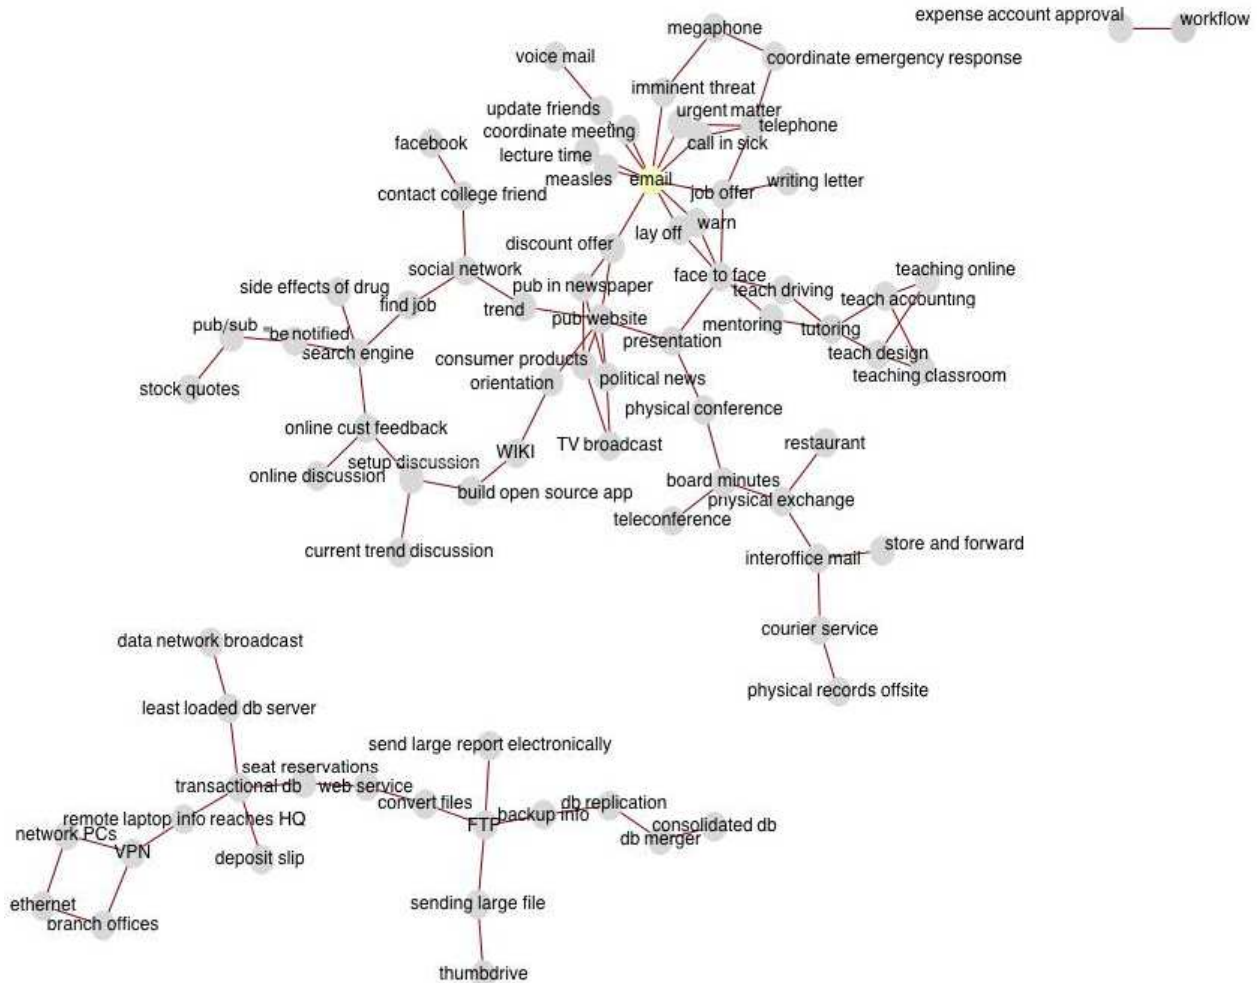 expense account approval
workflow
megaphone
voice mail
coordinate emergency response
imminent threat
update friends
urgent matter
coordinate meeting
telephone
facebook
call in sick
lecture time
measles
email
job offer
writing letter
contact college friend
warn
lay off
discount offer
social network
face to face
teaching online
side effects of drug
pub in newspaper
teach driving
teach accounting
find job
trend
pub/sub
be notified
pub website
mentoring
tutoring
search engine
presentation
teach design
consumer products
orientation
political news
teaching classroom
stock quotes
physical conference
online cust feedback
WIKI
TV broadcast
restaurant
setup discussion
online discussion
build open source app
board minutes
physical exchange
teleconference
current trend discussion
interoffice mail
store and forward
courier service
data network broadcast
physical records offsite
least loaded db server
send large report electronically
seat reservations
transactional db
web service
convert files
db replication
remote laptop info reaches HQ
backup info
network PCs
FTP
consolidated db
db merger
VPN
deposit slip
ethernet
branch offices
sending large file
thumbdrive